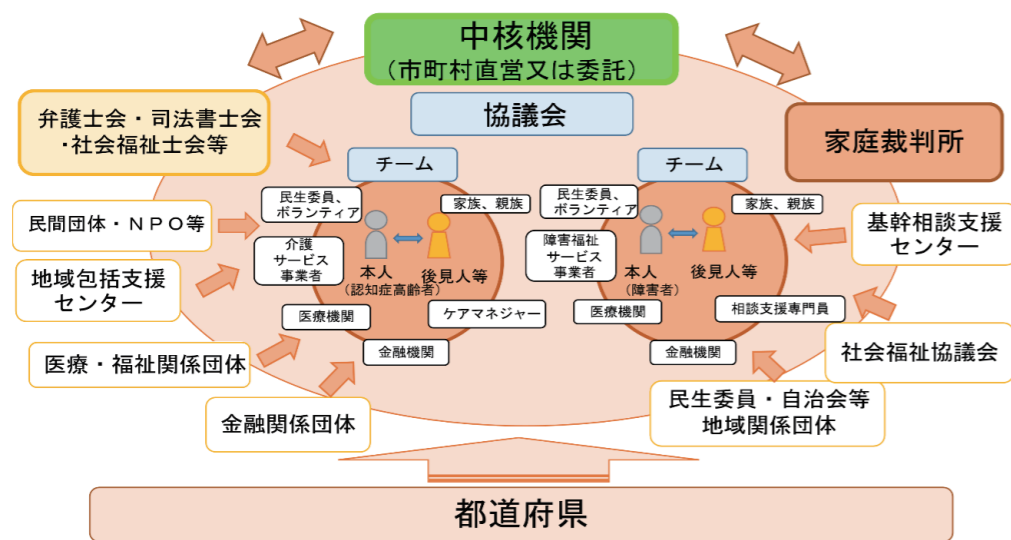 中核機関
(市町村直営又は委託)
協議会
弁護士会・司法書士会
・社会福祉士会等
家庭裁判所
チーム
チーム
民生委員、
ボランティア
家族、親族
介護
サービス
事業者
本人
(認知症高齢者)
後見人等
医療機関
ケアマネジャー
金融機関
民生委員、
ボランティア
家族、親族
障害福祉
サービス
事業者
本人
(障害者)
後見人等
医療機関
相談支援専門員
金融機関
民間団体・NPO等
地域包括支援
センター
医療・福祉関係団体
金融関係団体
基幹相談支援
センター
社会福祉協議会
民生委員・自治会等
地域関係団体
都道府県